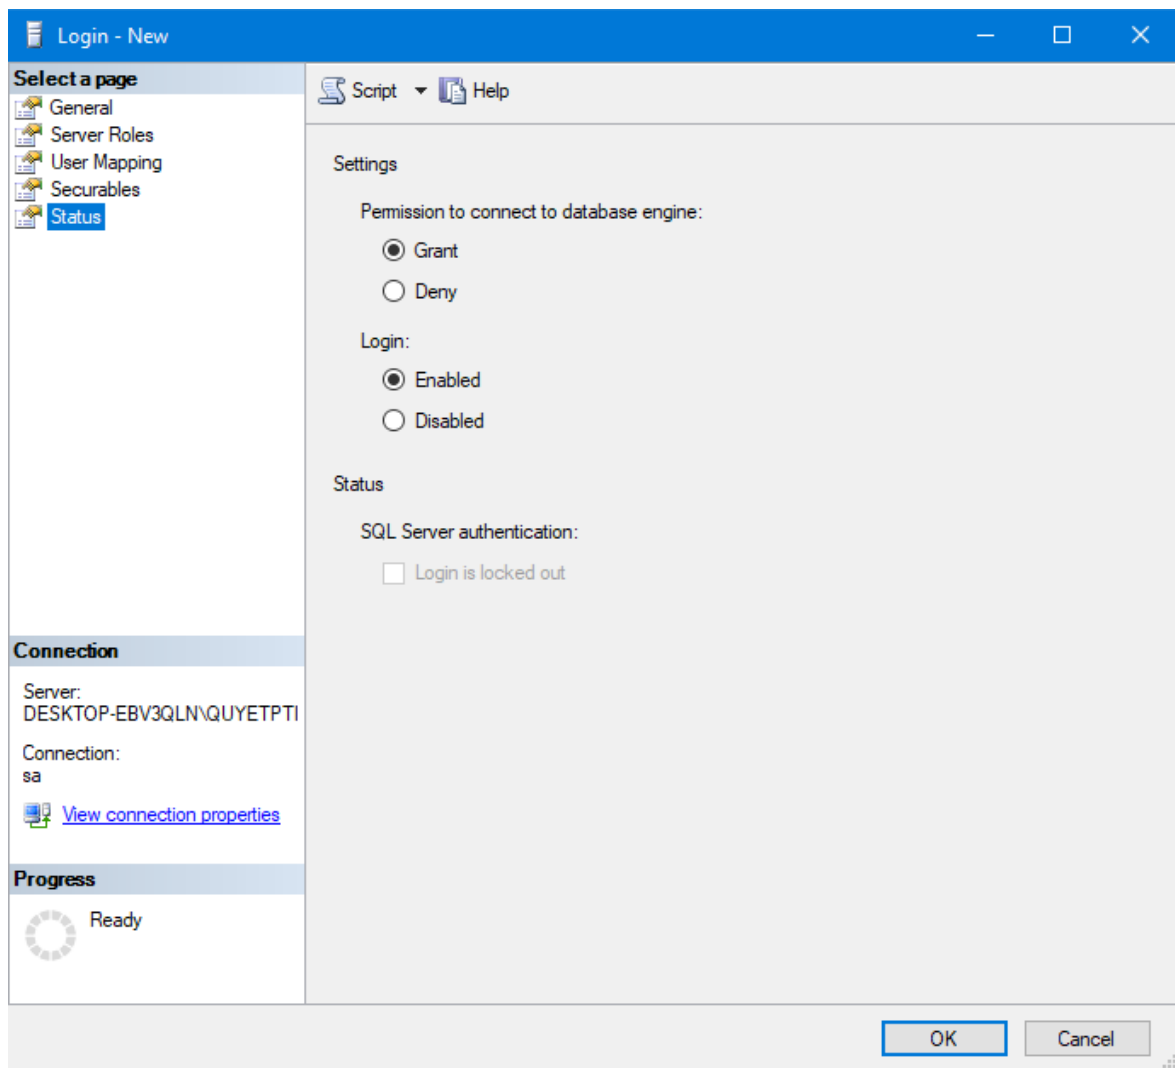 Login - New
Select a page
General
Server Roles
User Mapping
Securables
Status
Script
Help
Settings
Permission to connect to database engine:
Grant
Deny
Login:
Enabled
Disabled
Status
SQL Server authentication:
Login is locked out
Connection
Server:
DESKTOP-EBV3QLN\QUYETPTI
Connection:
sa
View connection properties
Progress
Ready
OK
Cancel